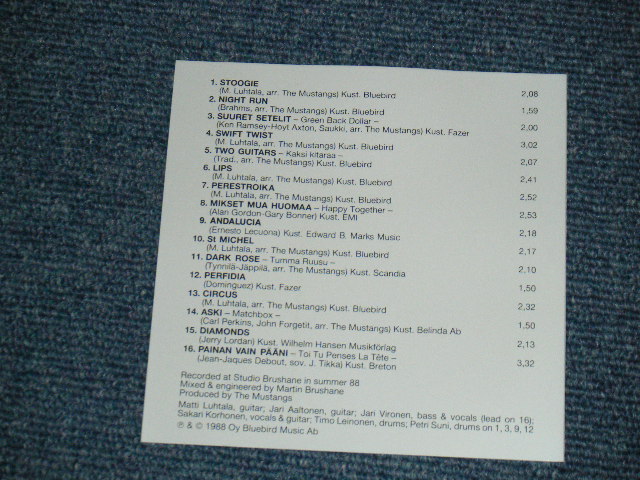 1. STOOGIE
(M. Luhtala, arr. The Mustangs) Kust. Bluebird 2,08
2. NIGHT RUN
(Brahms, arr. The Mustangs) Kust. Bluebird 1,59
3. SUURET SETELIT – Green Back Dollar –
(Ken Ramsey-Hoyt Axton, Saukki, arr. The Mustangs) Kust. Fazer 2,00
4. SWIFT TWIST
(M. Luhtala, arr. The Mustangs) Kust. Bluebird 3,02
5. TWO GUITARS – Kaksi kitaraa –
(Trad., arr. The Mustangs) Kust. Bluebird 2,07
6. LIPS
(M. Luhtala, arr. The Mustangs) Kust. Bluebird 2,41
7. PERESTROIKA
(M. Luhtala, arr. The Mustangs) Kust. Bluebird 2,52
8. MIKSET MUA HUOMAA – Happy Together –
(Alan Gordon-Gary Bonner) Kust. EMI 2,53
9. ANDALUCIA
(Ernesto Lecuona) Kust. Edward B. Marks Music 2,18
10. St MICHEL
(M. Luhtala, arr. The Mustangs) Kust. Bluebird 2,17
11. DARK ROSE – Tumma Ruusu –
(Tynnilä-Jäppilä, arr. The Mustangs) Kust. Scandia 2,10
12. PERFIDIA
(Dominguez) Kust. Fazer 1,50
13. CIRCUS
(M. Luhtala, arr. The Mustangs) Kust. Bluebird 2,32
14. ASKI – Matchbox –
(Carl Perkins, John Forgetit, arr. The Mustangs) Kust. Belinda Ab 1,50
15. DIAMONDS
(Jerry Lordan) Kust. Wilhelm Hansen Musikförlag 2,13
16. PAINAN VAIN PÄÄNI – Toi Tu Penses La Tête –
(Jean-Jaques Debout, sov. J. Tikka) Kust. Breton 3,32
Recorded at Studio Brushane in summer 88
Mixed & engineered by Martin Brushane
Produced by The Mustangs
Matti Luhtala, guitar; Jari Aaltonen, guitar; Jari Vironen, bass & vocals (lead on 16);
Sakari Korhonen, vocals & guitar; Timo Leinonen, drums; Petri Suni, drums on 1, 3, 9, 12
℗ & © 1988 Oy Bluebird Music Ab